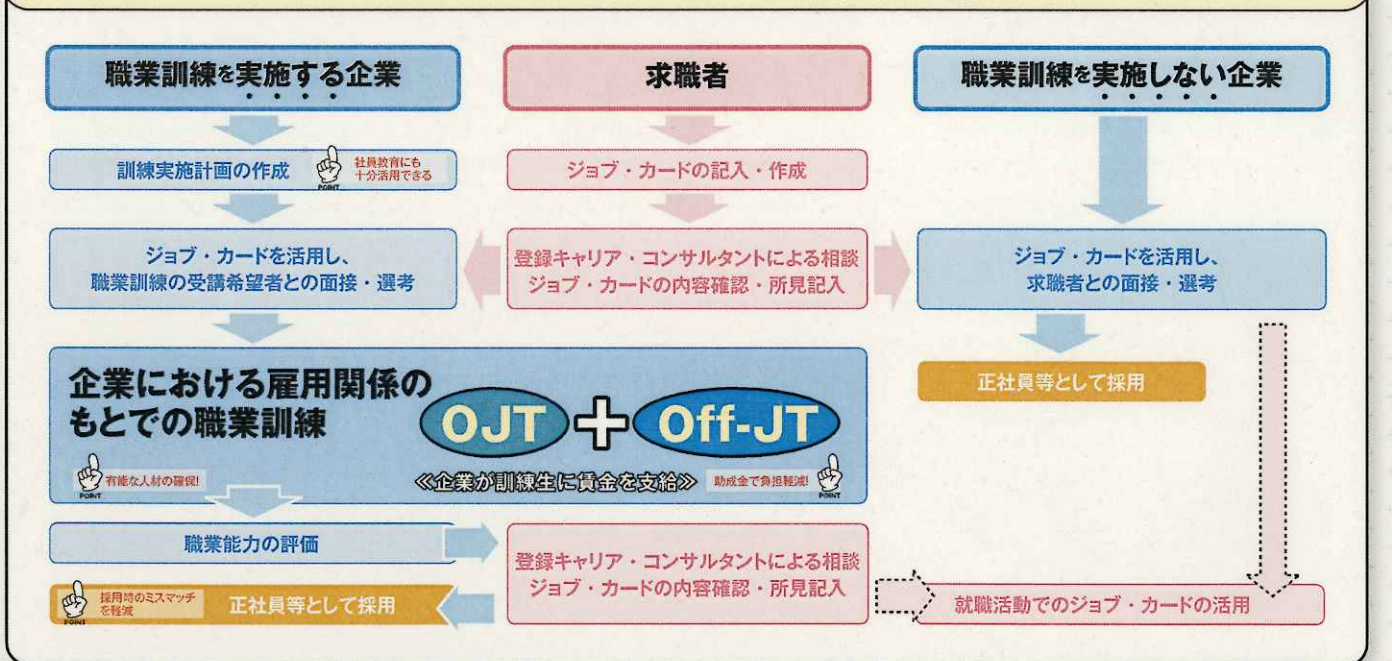 職業訓練を実施する企業
求職者
職業訓練を実施しない企業
訓練実施計画の作成
POINT
社員教育にも
十分活用できる
ジョブ・カードの記入・作成
ジョブ・カードを活用し、
職業訓練の受講希望者との面接・選考
登録キャリア・コンサルタントによる相談
ジョブ・カードの内容確認・所見記入
ジョブ・カードを活用し、
求職者との面接・選考
企業における雇用関係の
もとでの職業訓練
OJT＋Off-JT
POINT
有能な人材の確保!
≪企業が訓練生に賃金を支給≫
助成金で負担軽減!
POINT
正社員等として採用
職業能力の評価
登録キャリア・コンサルタントによる相談
ジョブ・カードの内容確認・所見記入
POINT
採用時のミスマッチ
を軽減
正社員等として採用
就職活動でのジョブ・カードの活用